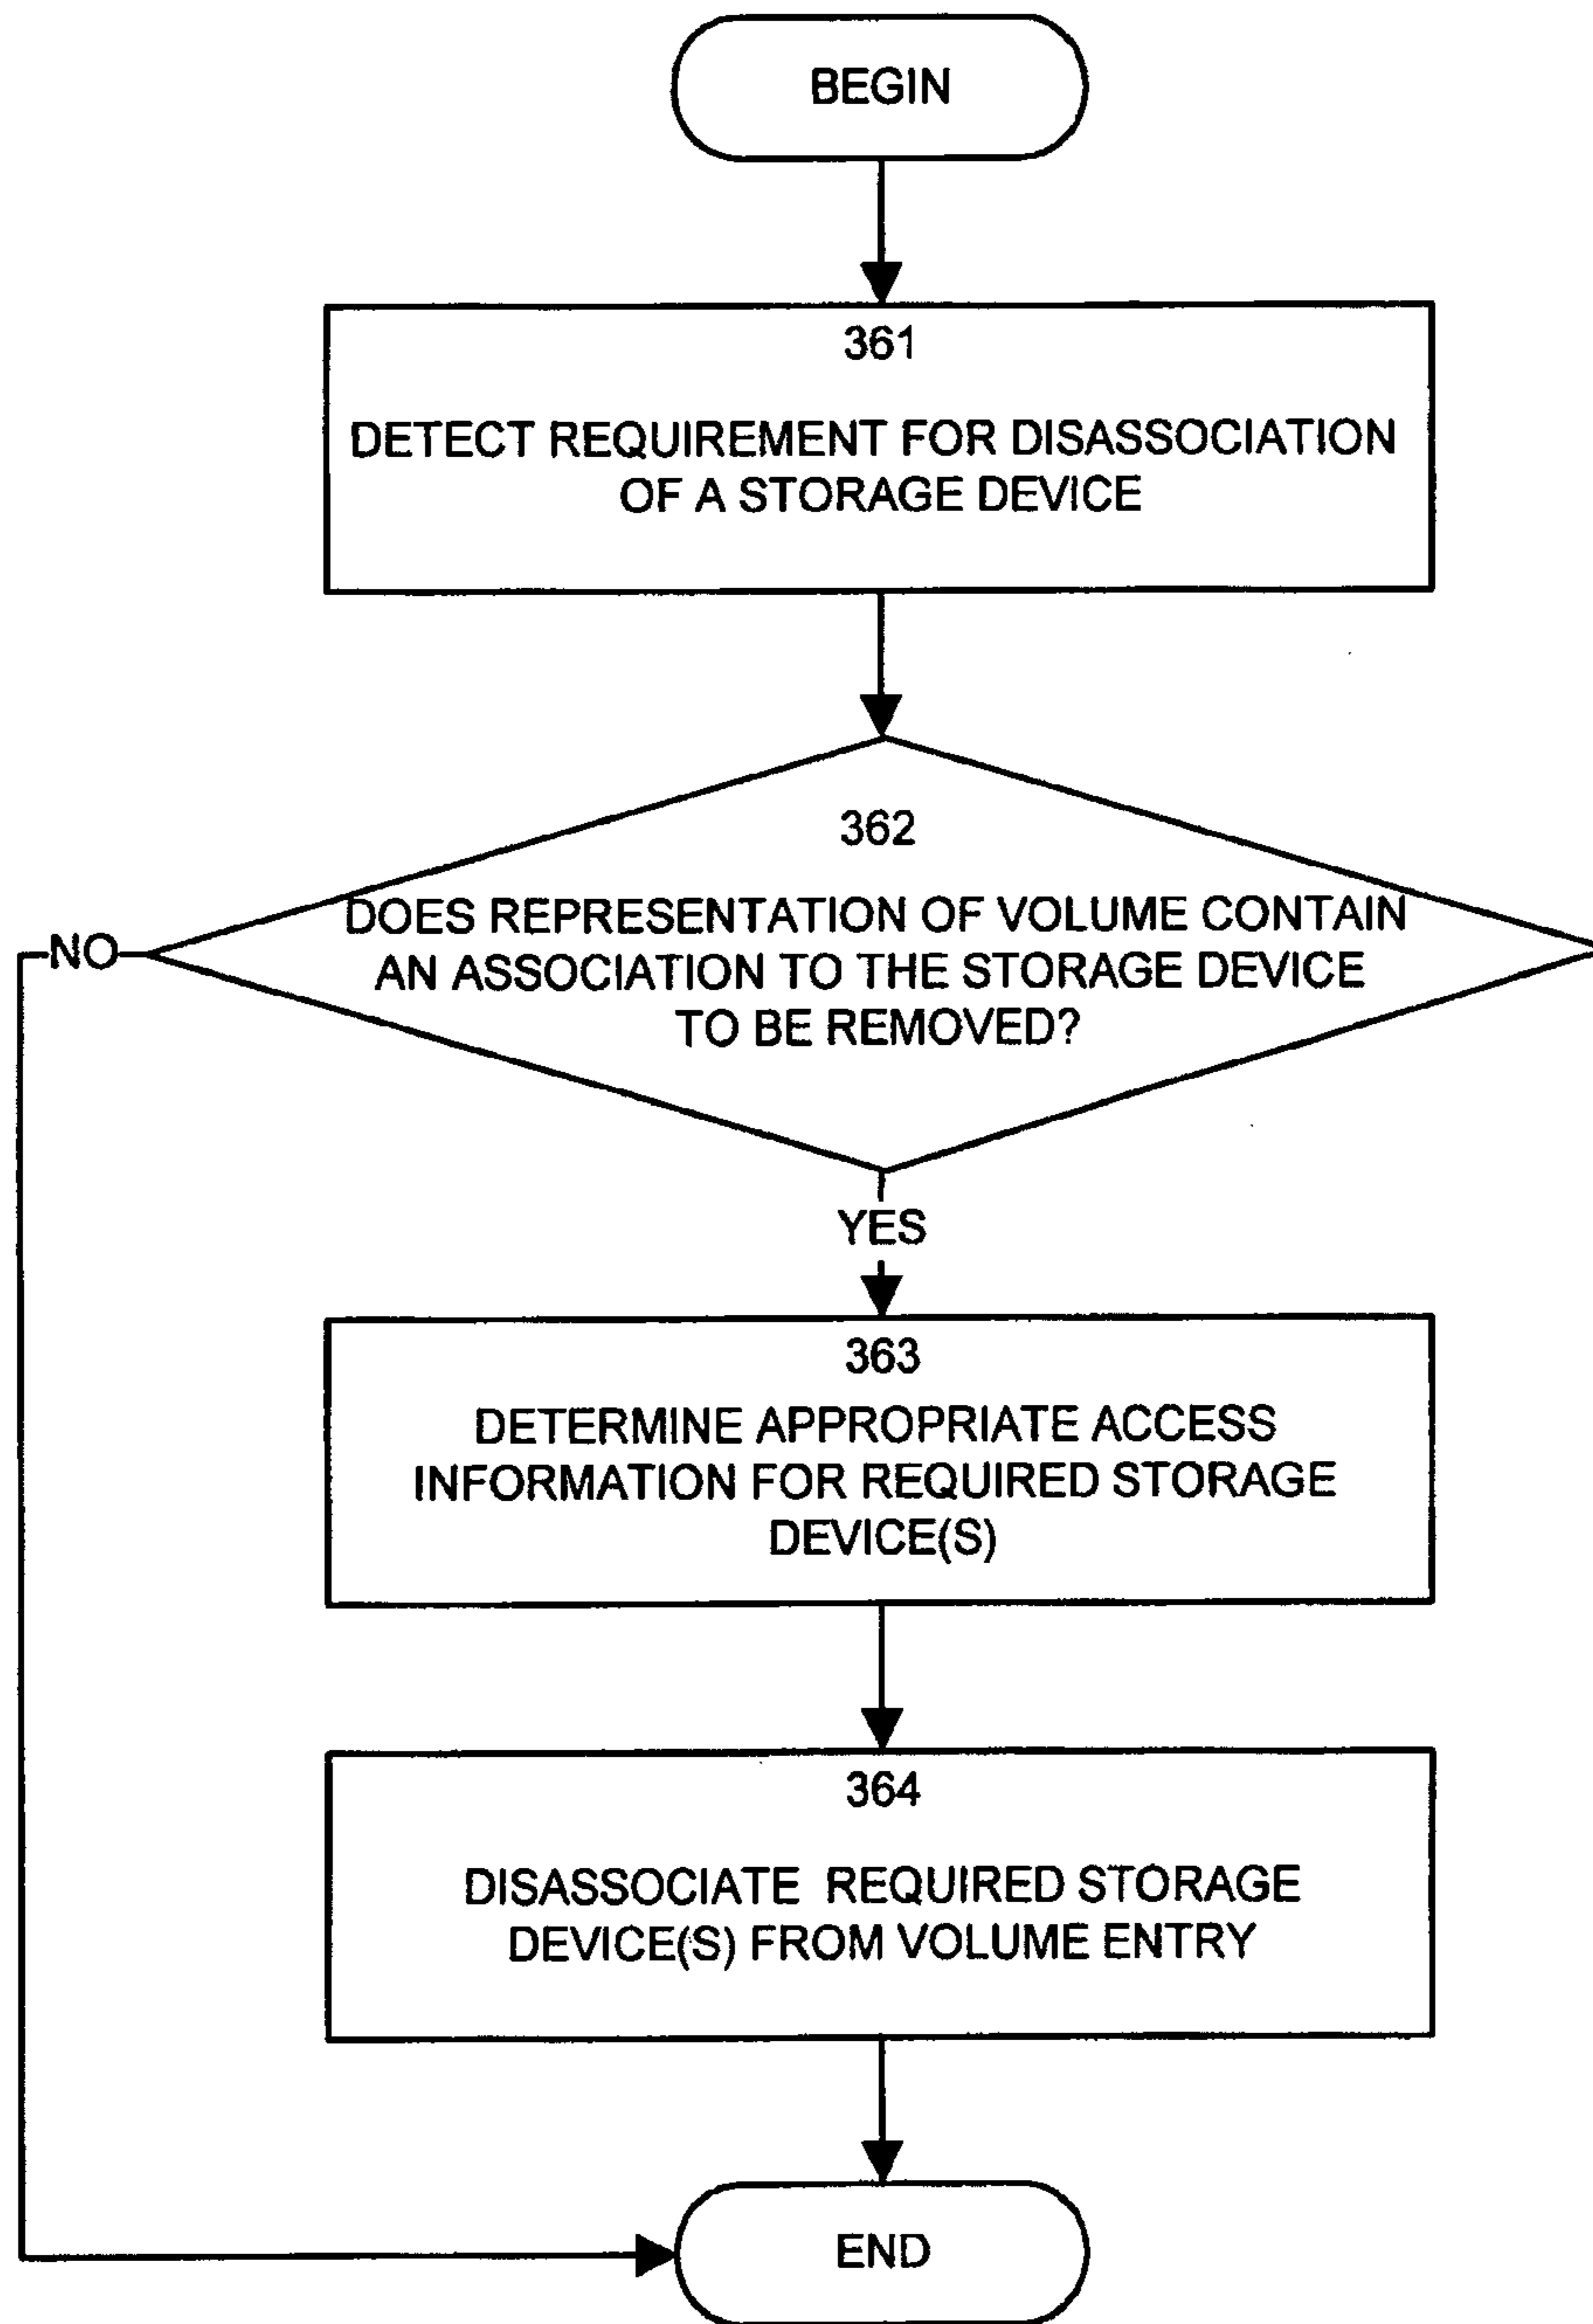 BEGIN
361
DETECT REQUIREMENT FOR DISASSOCIATION
OF A STORAGE DEVICE
362
DOES REPRESENTATION OF VOLUME CONTAIN
AN ASSOCIATION TO THE STORAGE DEVICE
TO BE REMOVED?
NO
YES
363
DETERMINE APPROPRIATE ACCESS
INFORMATION FOR REQUIRED STORAGE
DEVICE(S)
364
DISASSOCIATE REQUIRED STORAGE
DEVICE(S) FROM VOLUME ENTRY
END